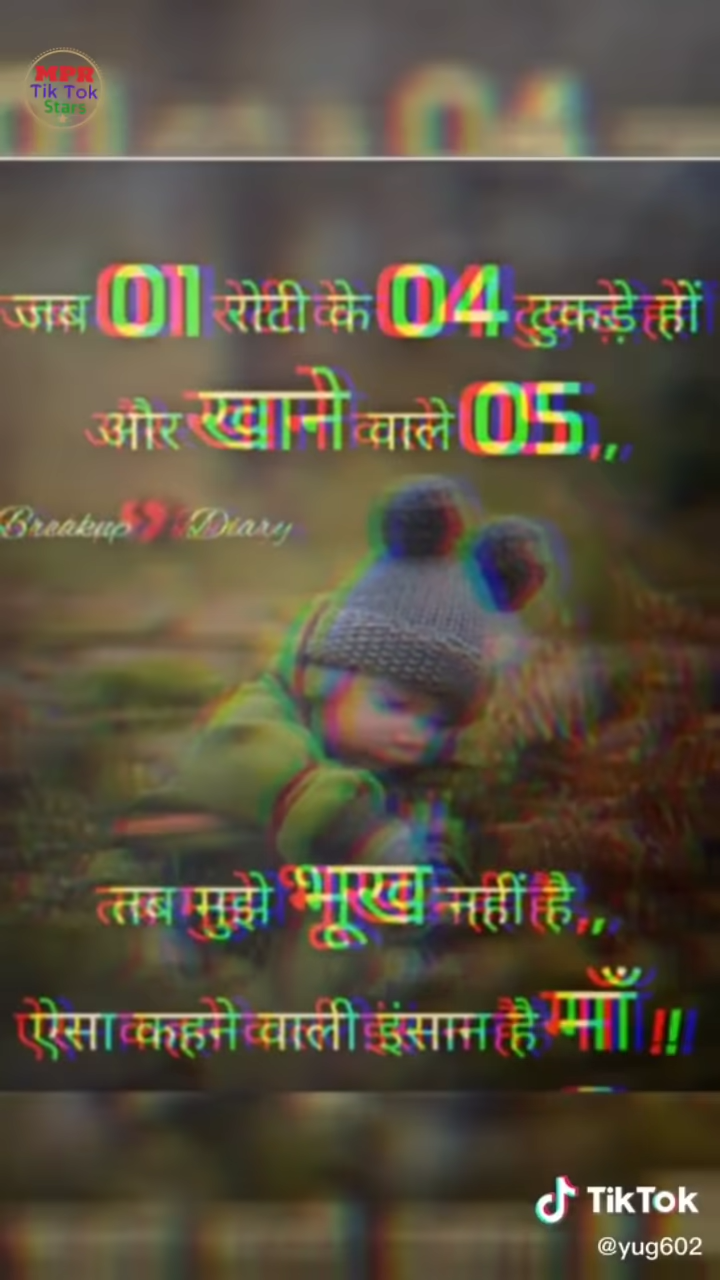 MPR
Tik Tok
Stars
जब 01 रोटी के 04 टुकड़े हों
और खाने वाले 05,,
Breakup Diary
तब मुझे भूख नहीं है,,
ऐसा कहने वाली इंसान है माँ !!
TikTok
@yug602